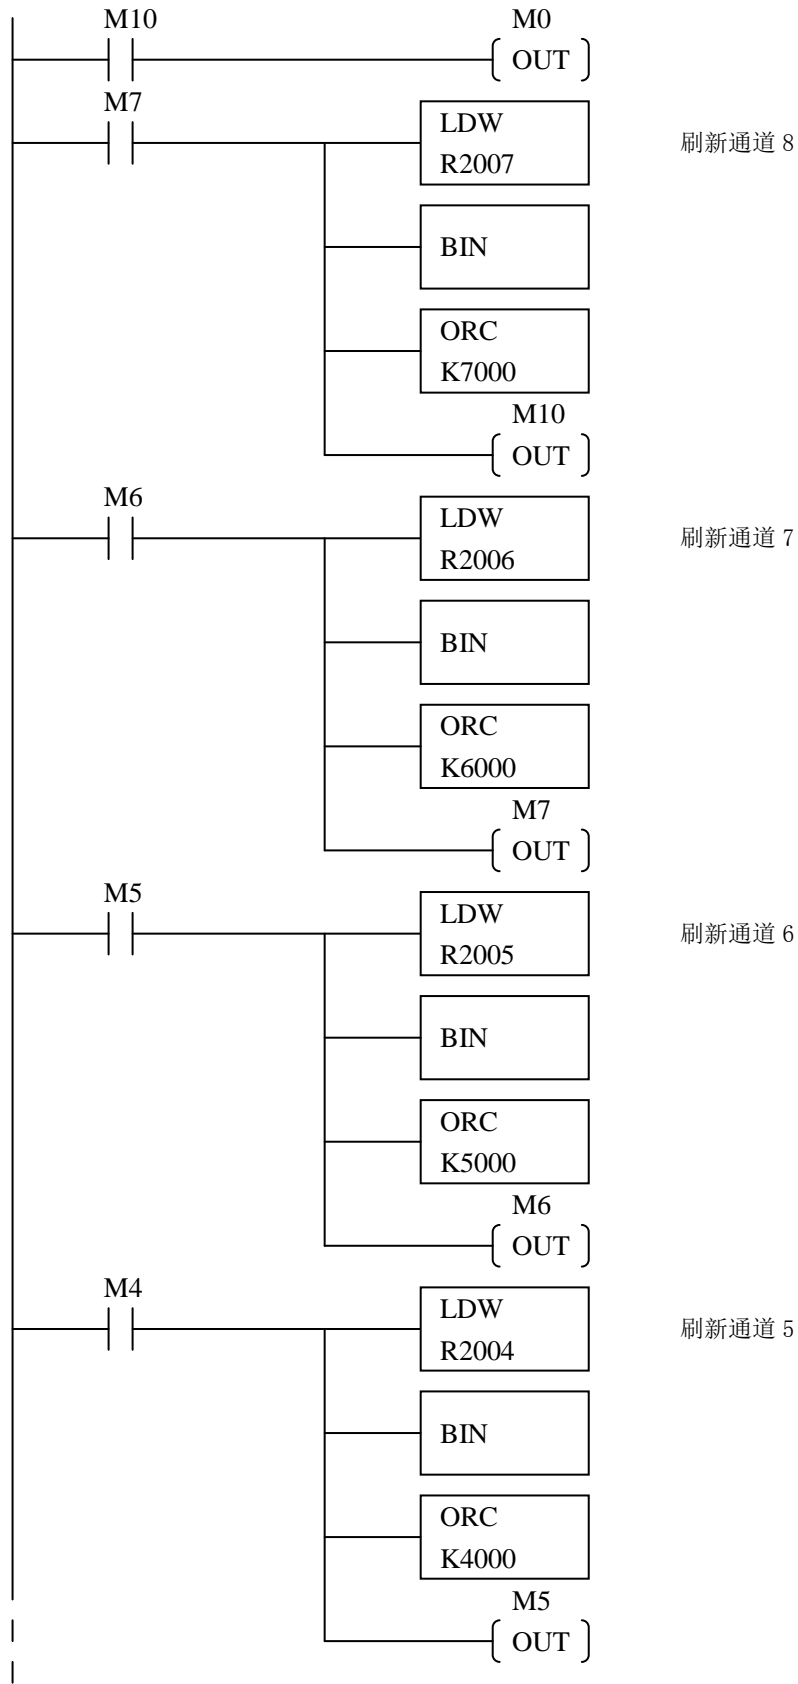 M10
M0
OUT
M7
LDW
R2007
刷新通道 8
BIN
ORC
K7000
M10
OUT
M6
LDW
R2006
刷新通道 7
BIN
ORC
K6000
M7
OUT
M5
LDW
R2005
刷新通道 6
BIN
ORC
K5000
M6
OUT
M4
LDW
R2004
刷新通道 5
BIN
ORC
K4000
M5
OUT